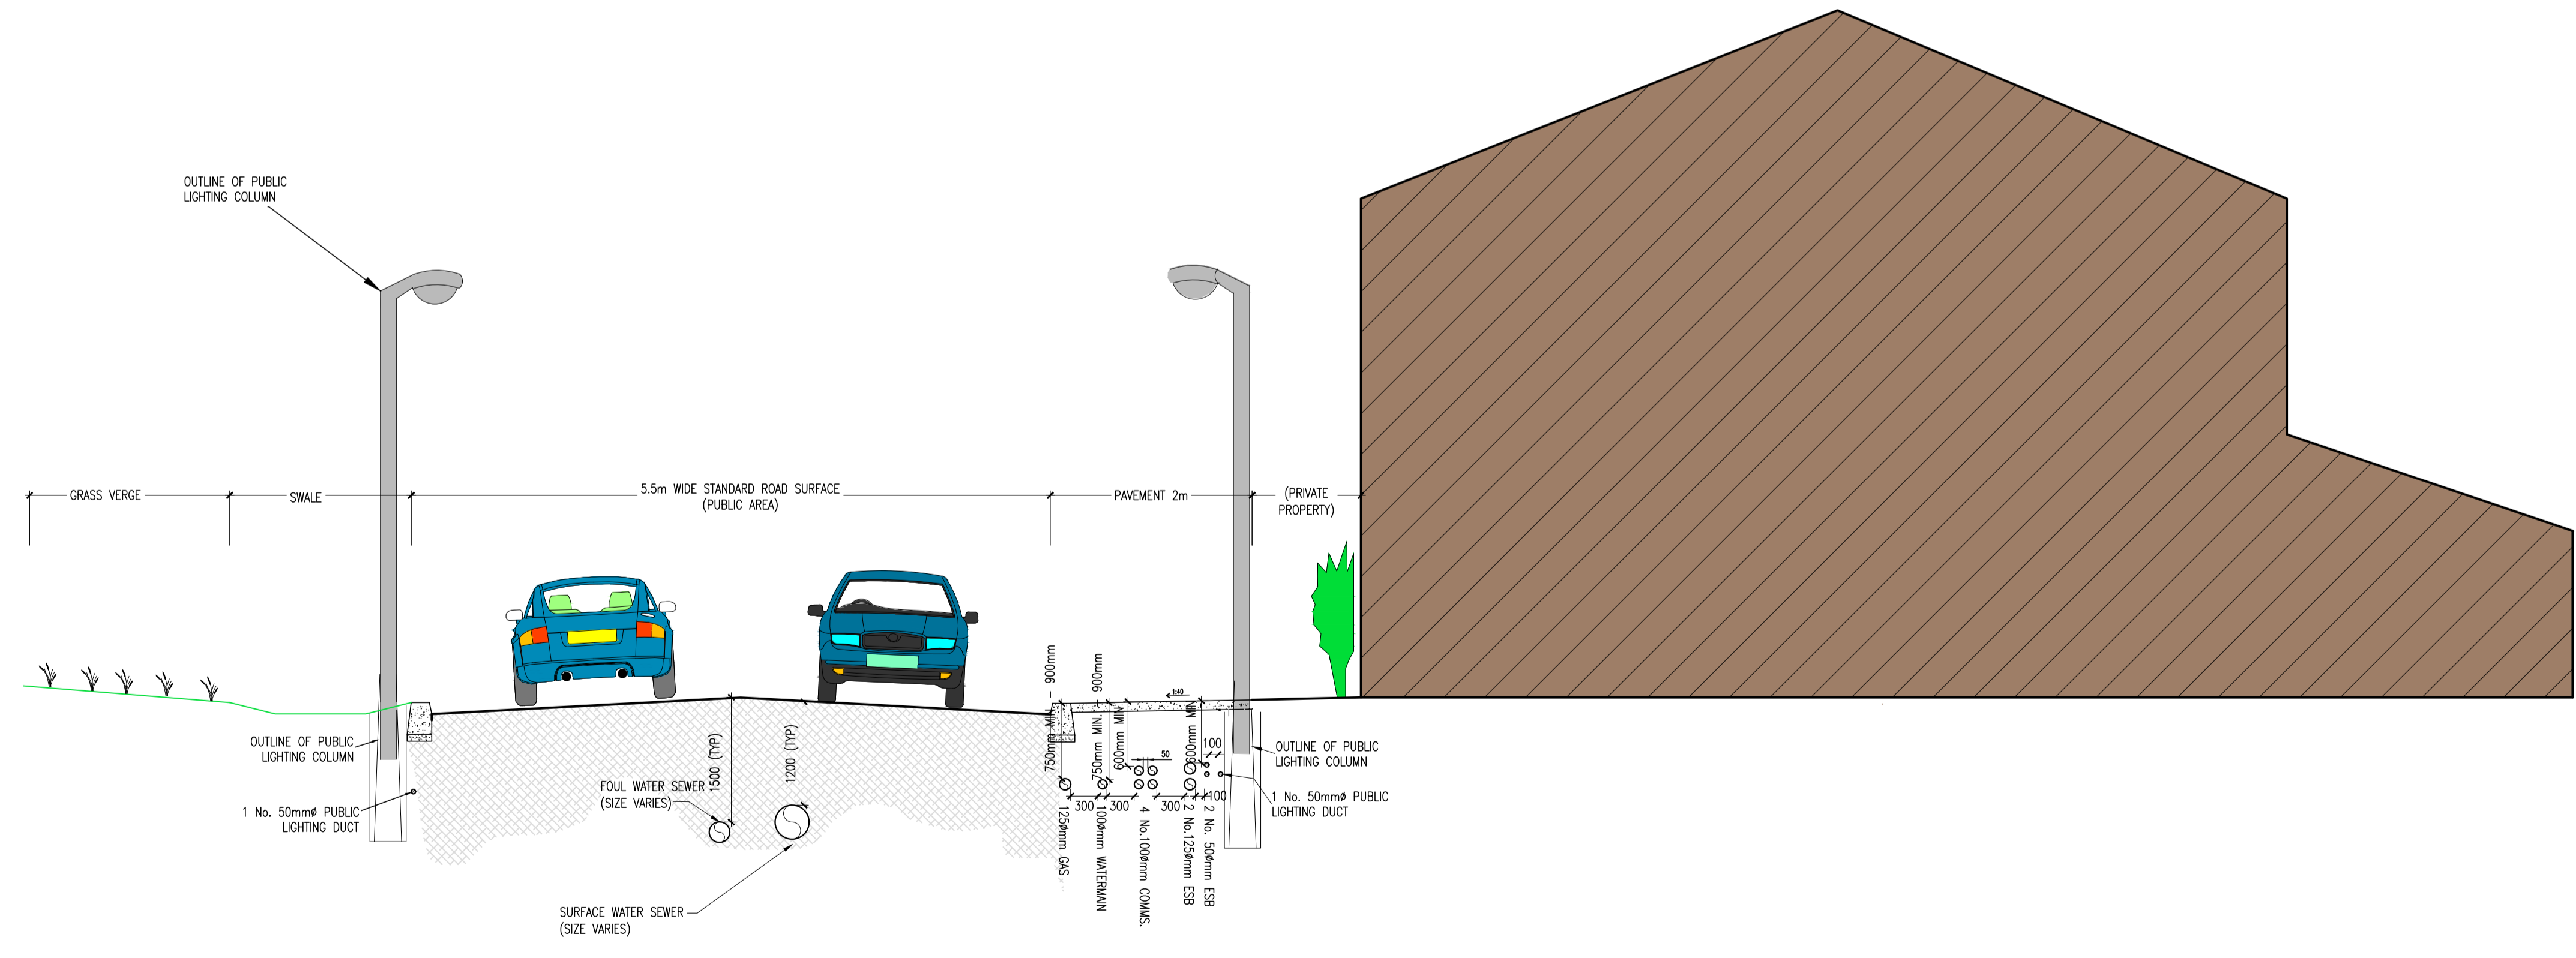 OUTLINE OF PUBLIC
LIGHTING COLUMN
GRASS VERGE
SWALE
5.5m WIDE STANDARD ROAD SURFACE
(PUBLIC AREA)
PAVEMENT 2m
(PRIVATE
PROPERTY)
750mm MIN - 900mm
750mm MIN. - 900mm
600mm MIN
1:40
600mm MIN
100
50
OUTLINE OF PUBLIC
LIGHTING COLUMN
1500 (TYP)
1200 (TYP)
OUTLINE OF PUBLIC
LIGHTING COLUMN
FOUL WATER SEWER
(SIZE VARIES)
1 No. 50mmø PUBLIC
LIGHTING DUCT
300
300
300
100
1 No. 50mmø PUBLIC
LIGHTING DUCT
125ømm GAS
100ømm WATERMAIN
4 No.100ømm COMMS.
2 No.125ømm ESB
2 No. 50ømm ESB
SURFACE WATER SEWER
(SIZE VARIES)